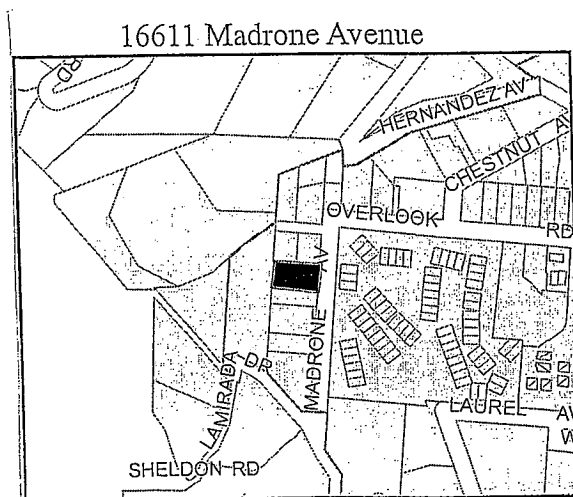 16611 Madrone Avenue
RD
HERNANDEZ AV
CHESTNUT AV
OVERLOOK RD
MADRONE AV
LAMIRADA DR
LAUREL AV
W
SHELDON RD